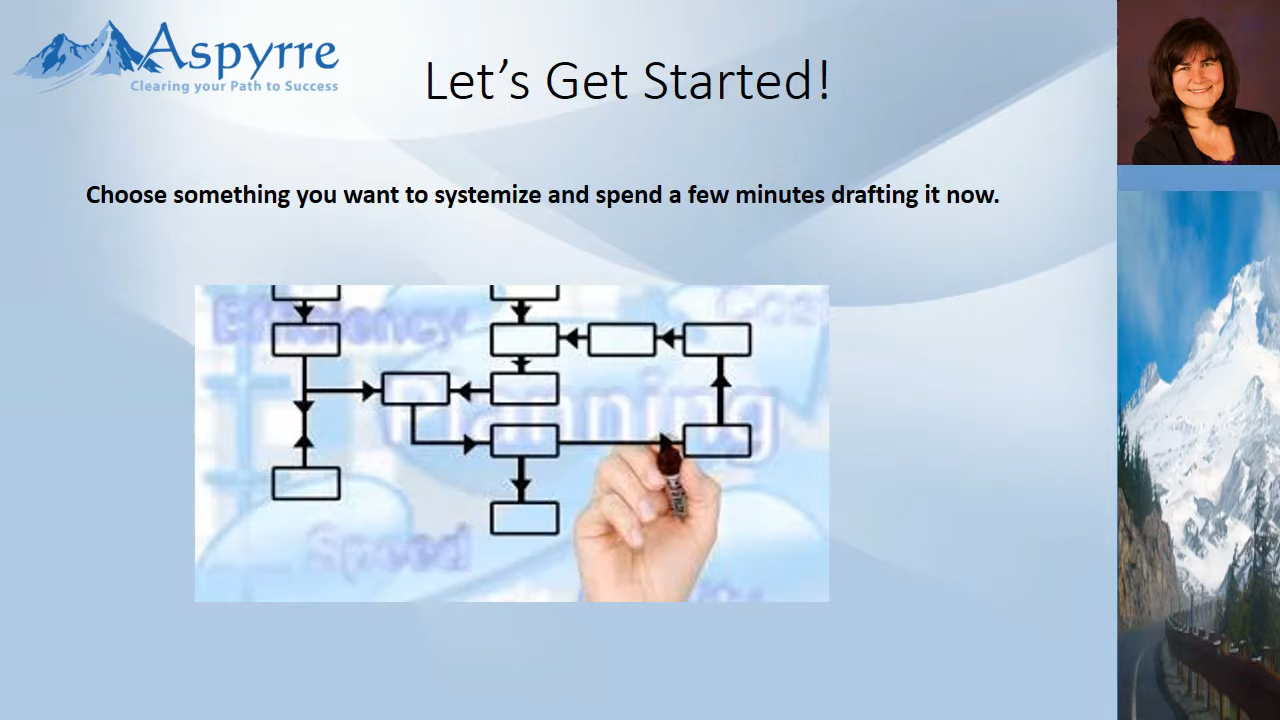 Aspyrre
Clearing your Path to Success
Let's Get Started!
Choose something you want to systemize and spend a few minutes drafting it now.
Efficiency
Planning
Speed